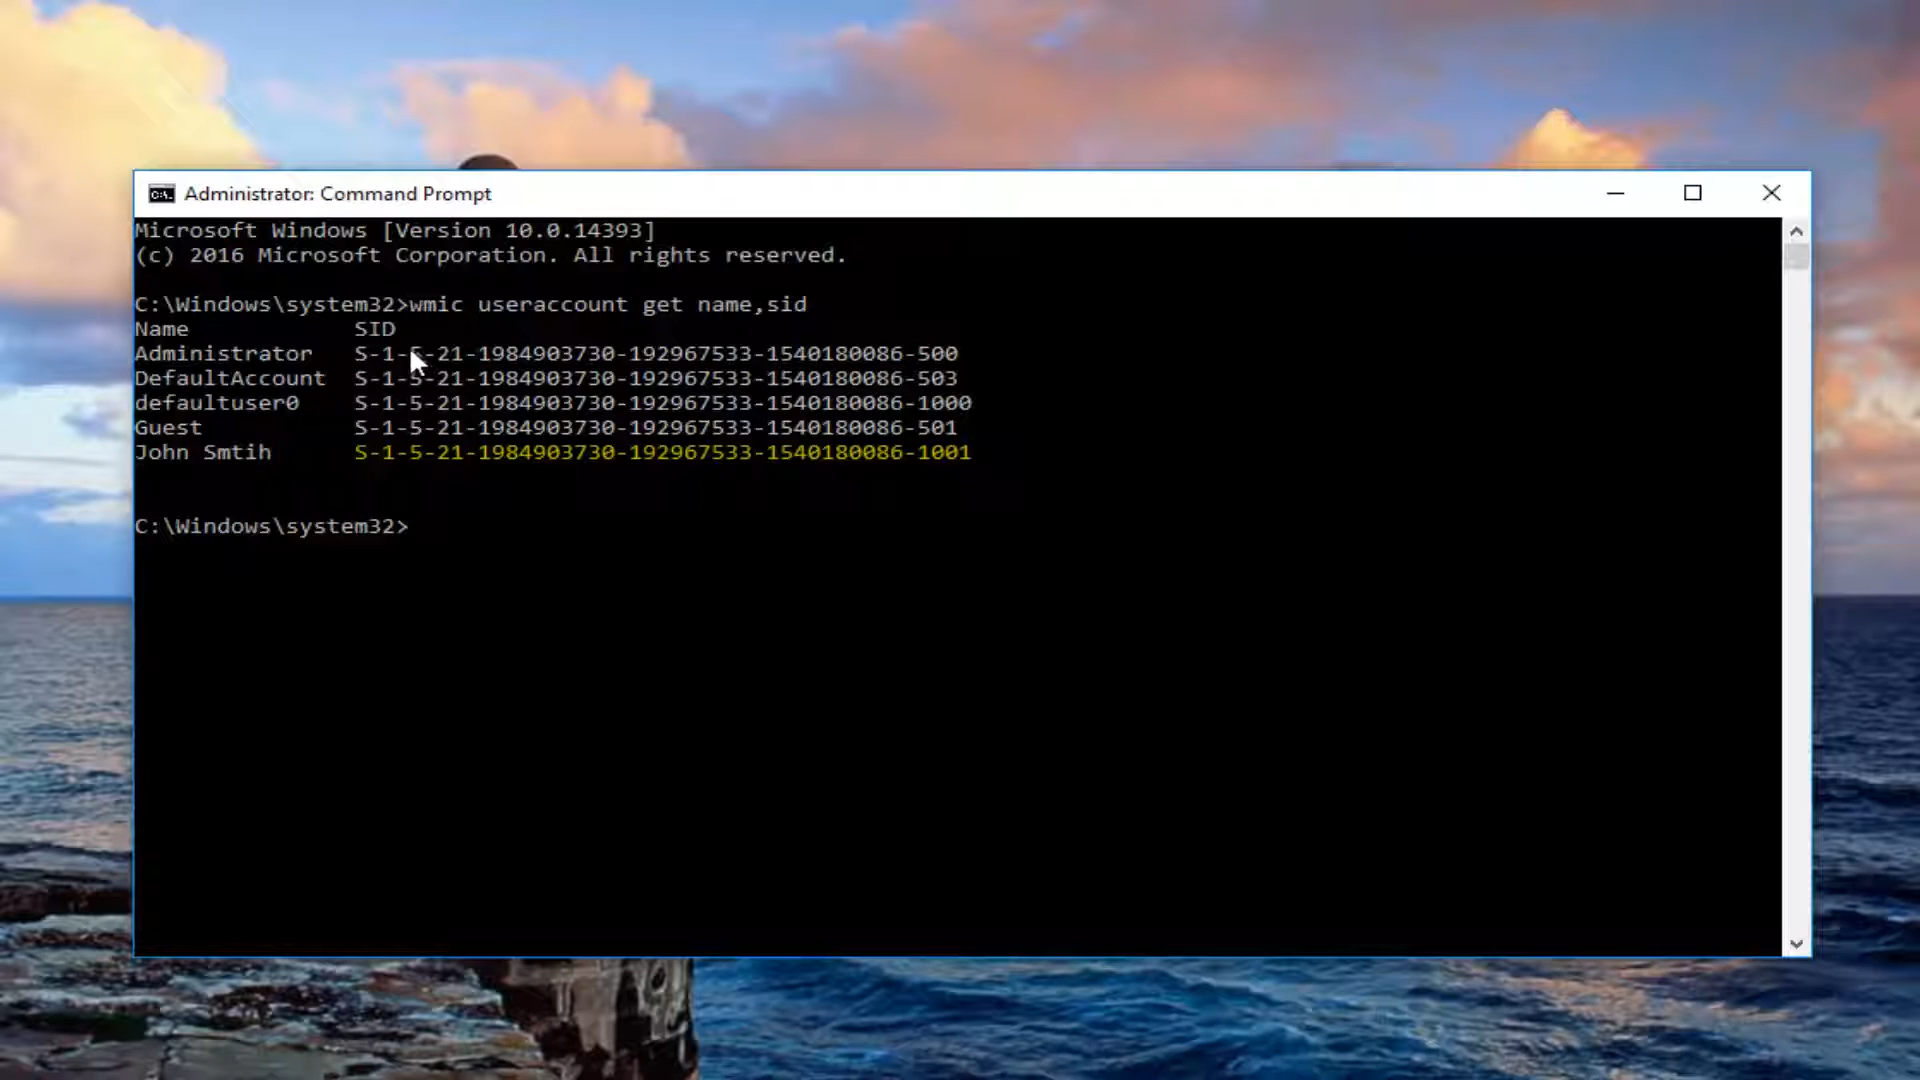 Administrator: Command Prompt
Microsoft Windows [Version 10.0.14393]
(c) 2016 Microsoft Corporation. All rights reserved.
C:\Windows\system32>wmic useraccount get name,sid
Name SID
Administrator S-1-5-21-1984903730-192967533-1540180086-500
DefaultAccount S-1-5-21-1984903730-192967533-1540180086-503
defaultuser0 S-1-5-21-1984903730-192967533-1540180086-1000
Guest S-1-5-21-1984903730-192967533-1540180086-501
John Smtih S-1-5-21-1984903730-192967533-1540180086-1001
C:\Windows\system32>